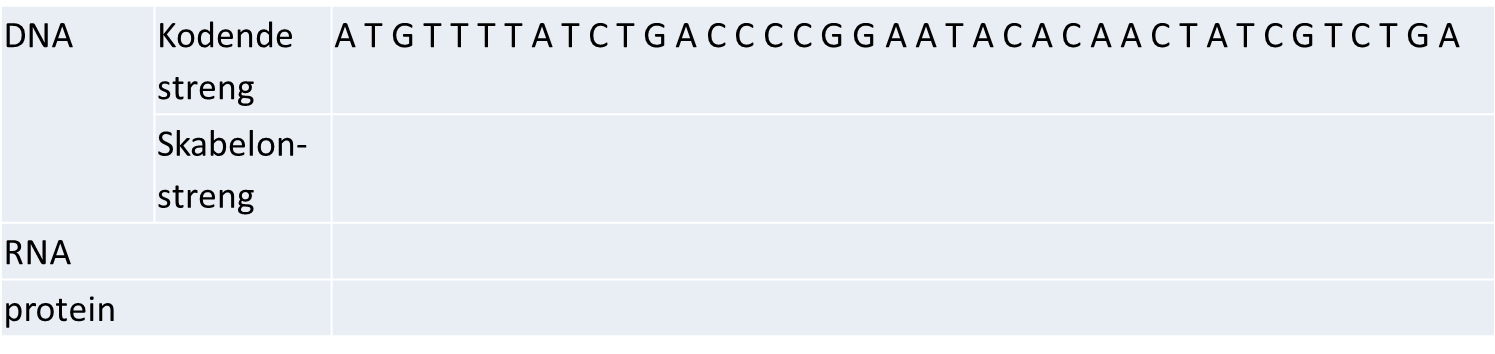 DNA
Kodende
streng
A T G T T T T A T C T G A C C C C G G A A T A C A C A A C T A T C G T C T G A
Skabelon-
streng
RNA
protein